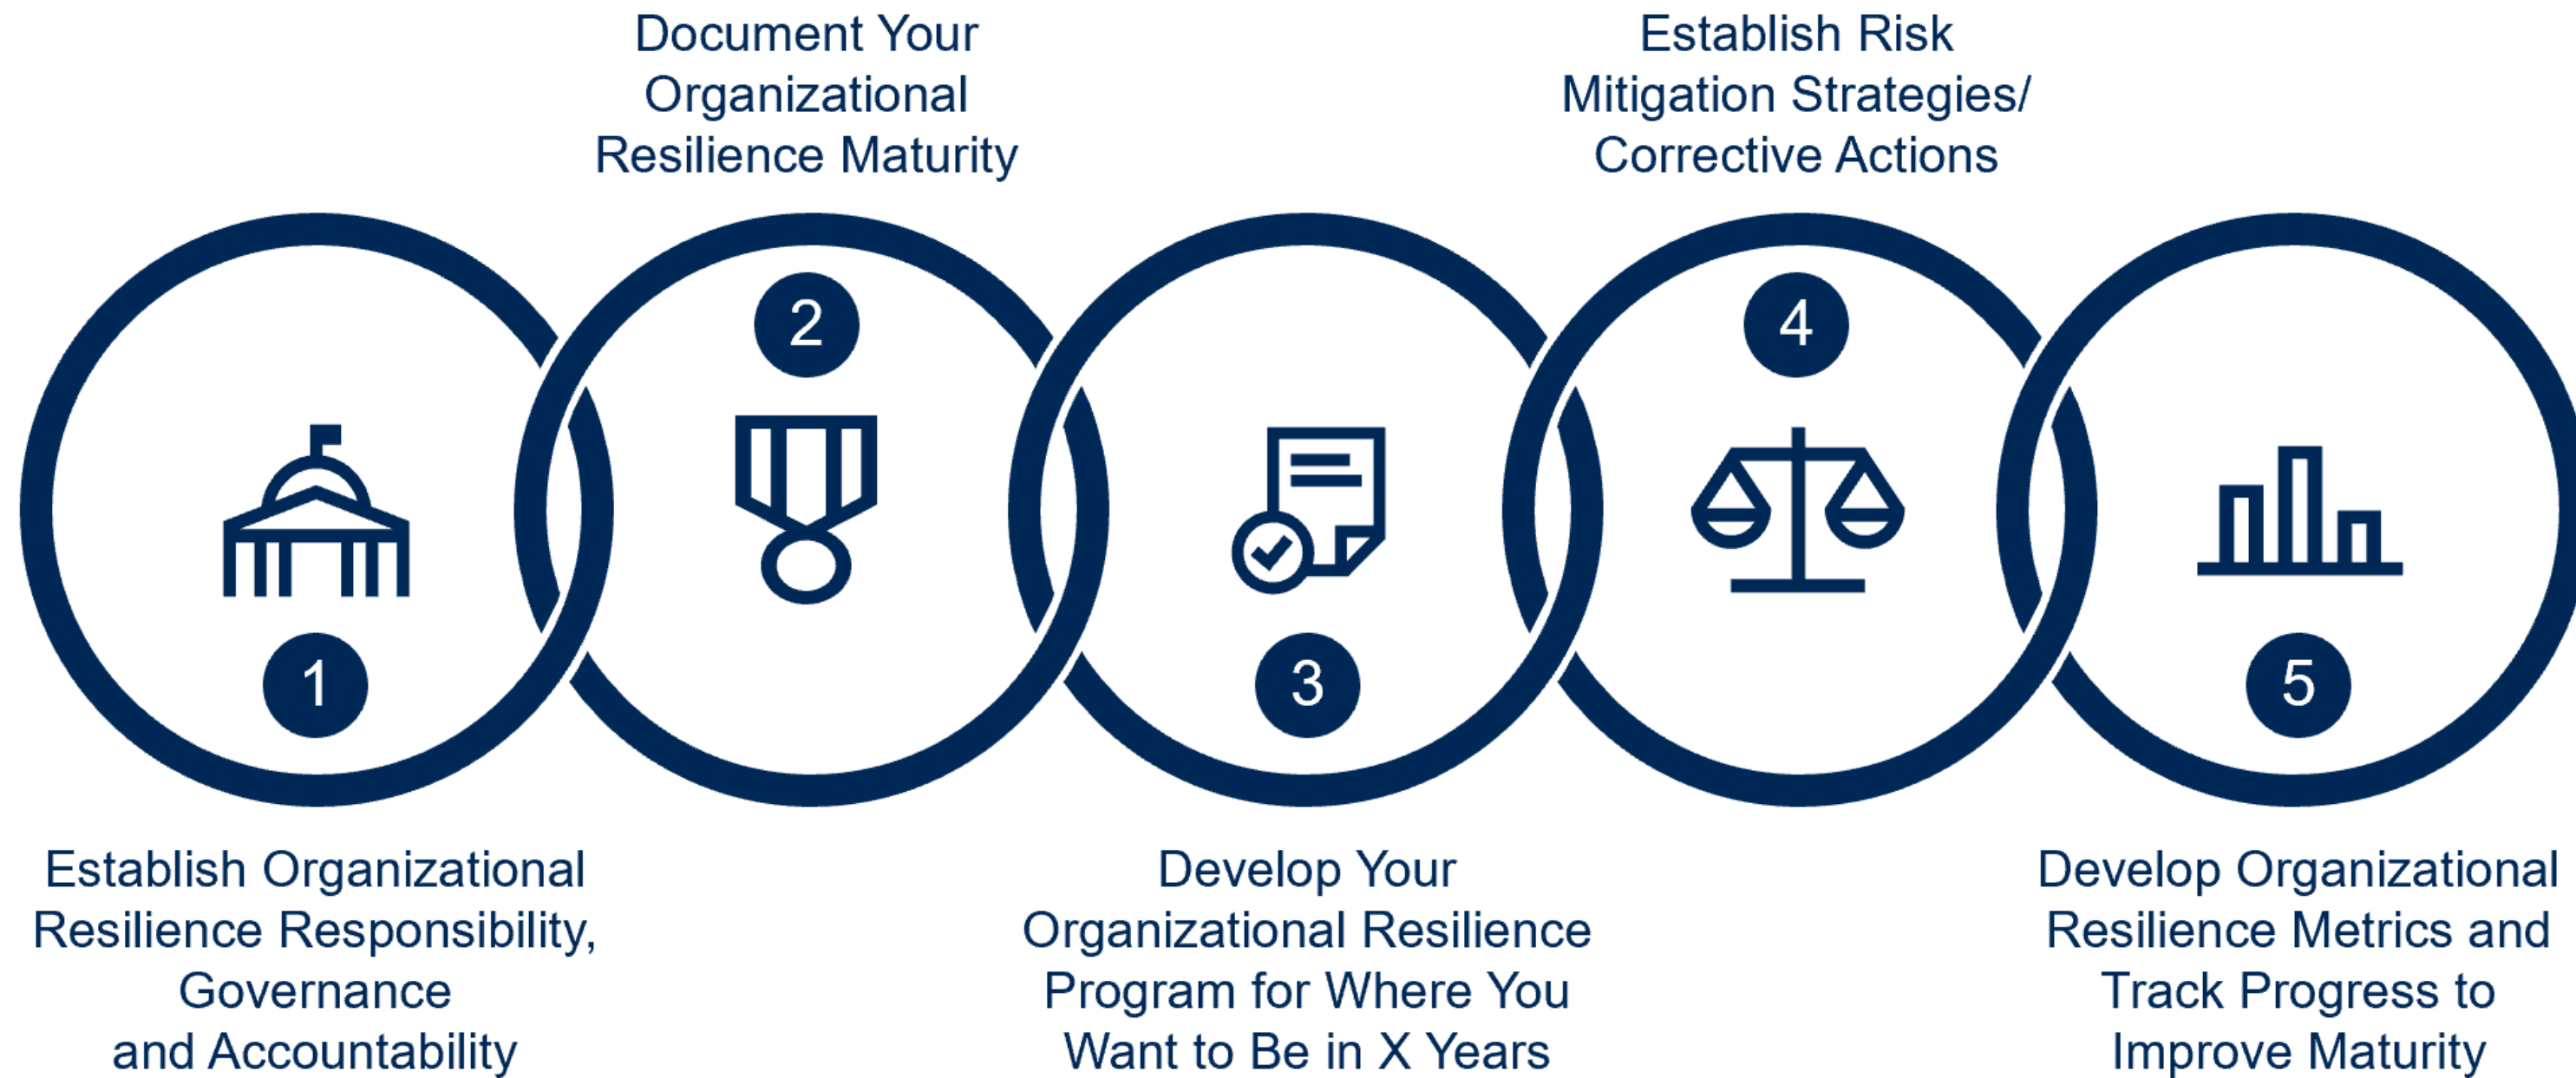 Document Your
Organizational
Resilience Maturity
Establish Risk
Mitigation Strategies/
Corrective Actions
2
4
1
3
5
Establish Organizational
Resilience Responsibility,
Governance
and Accountability
Develop Your
Organizational Resilience
Program for Where You
Want to Be in X Years
Develop Organizational
Resilience Metrics and
Track Progress to
Improve Maturity